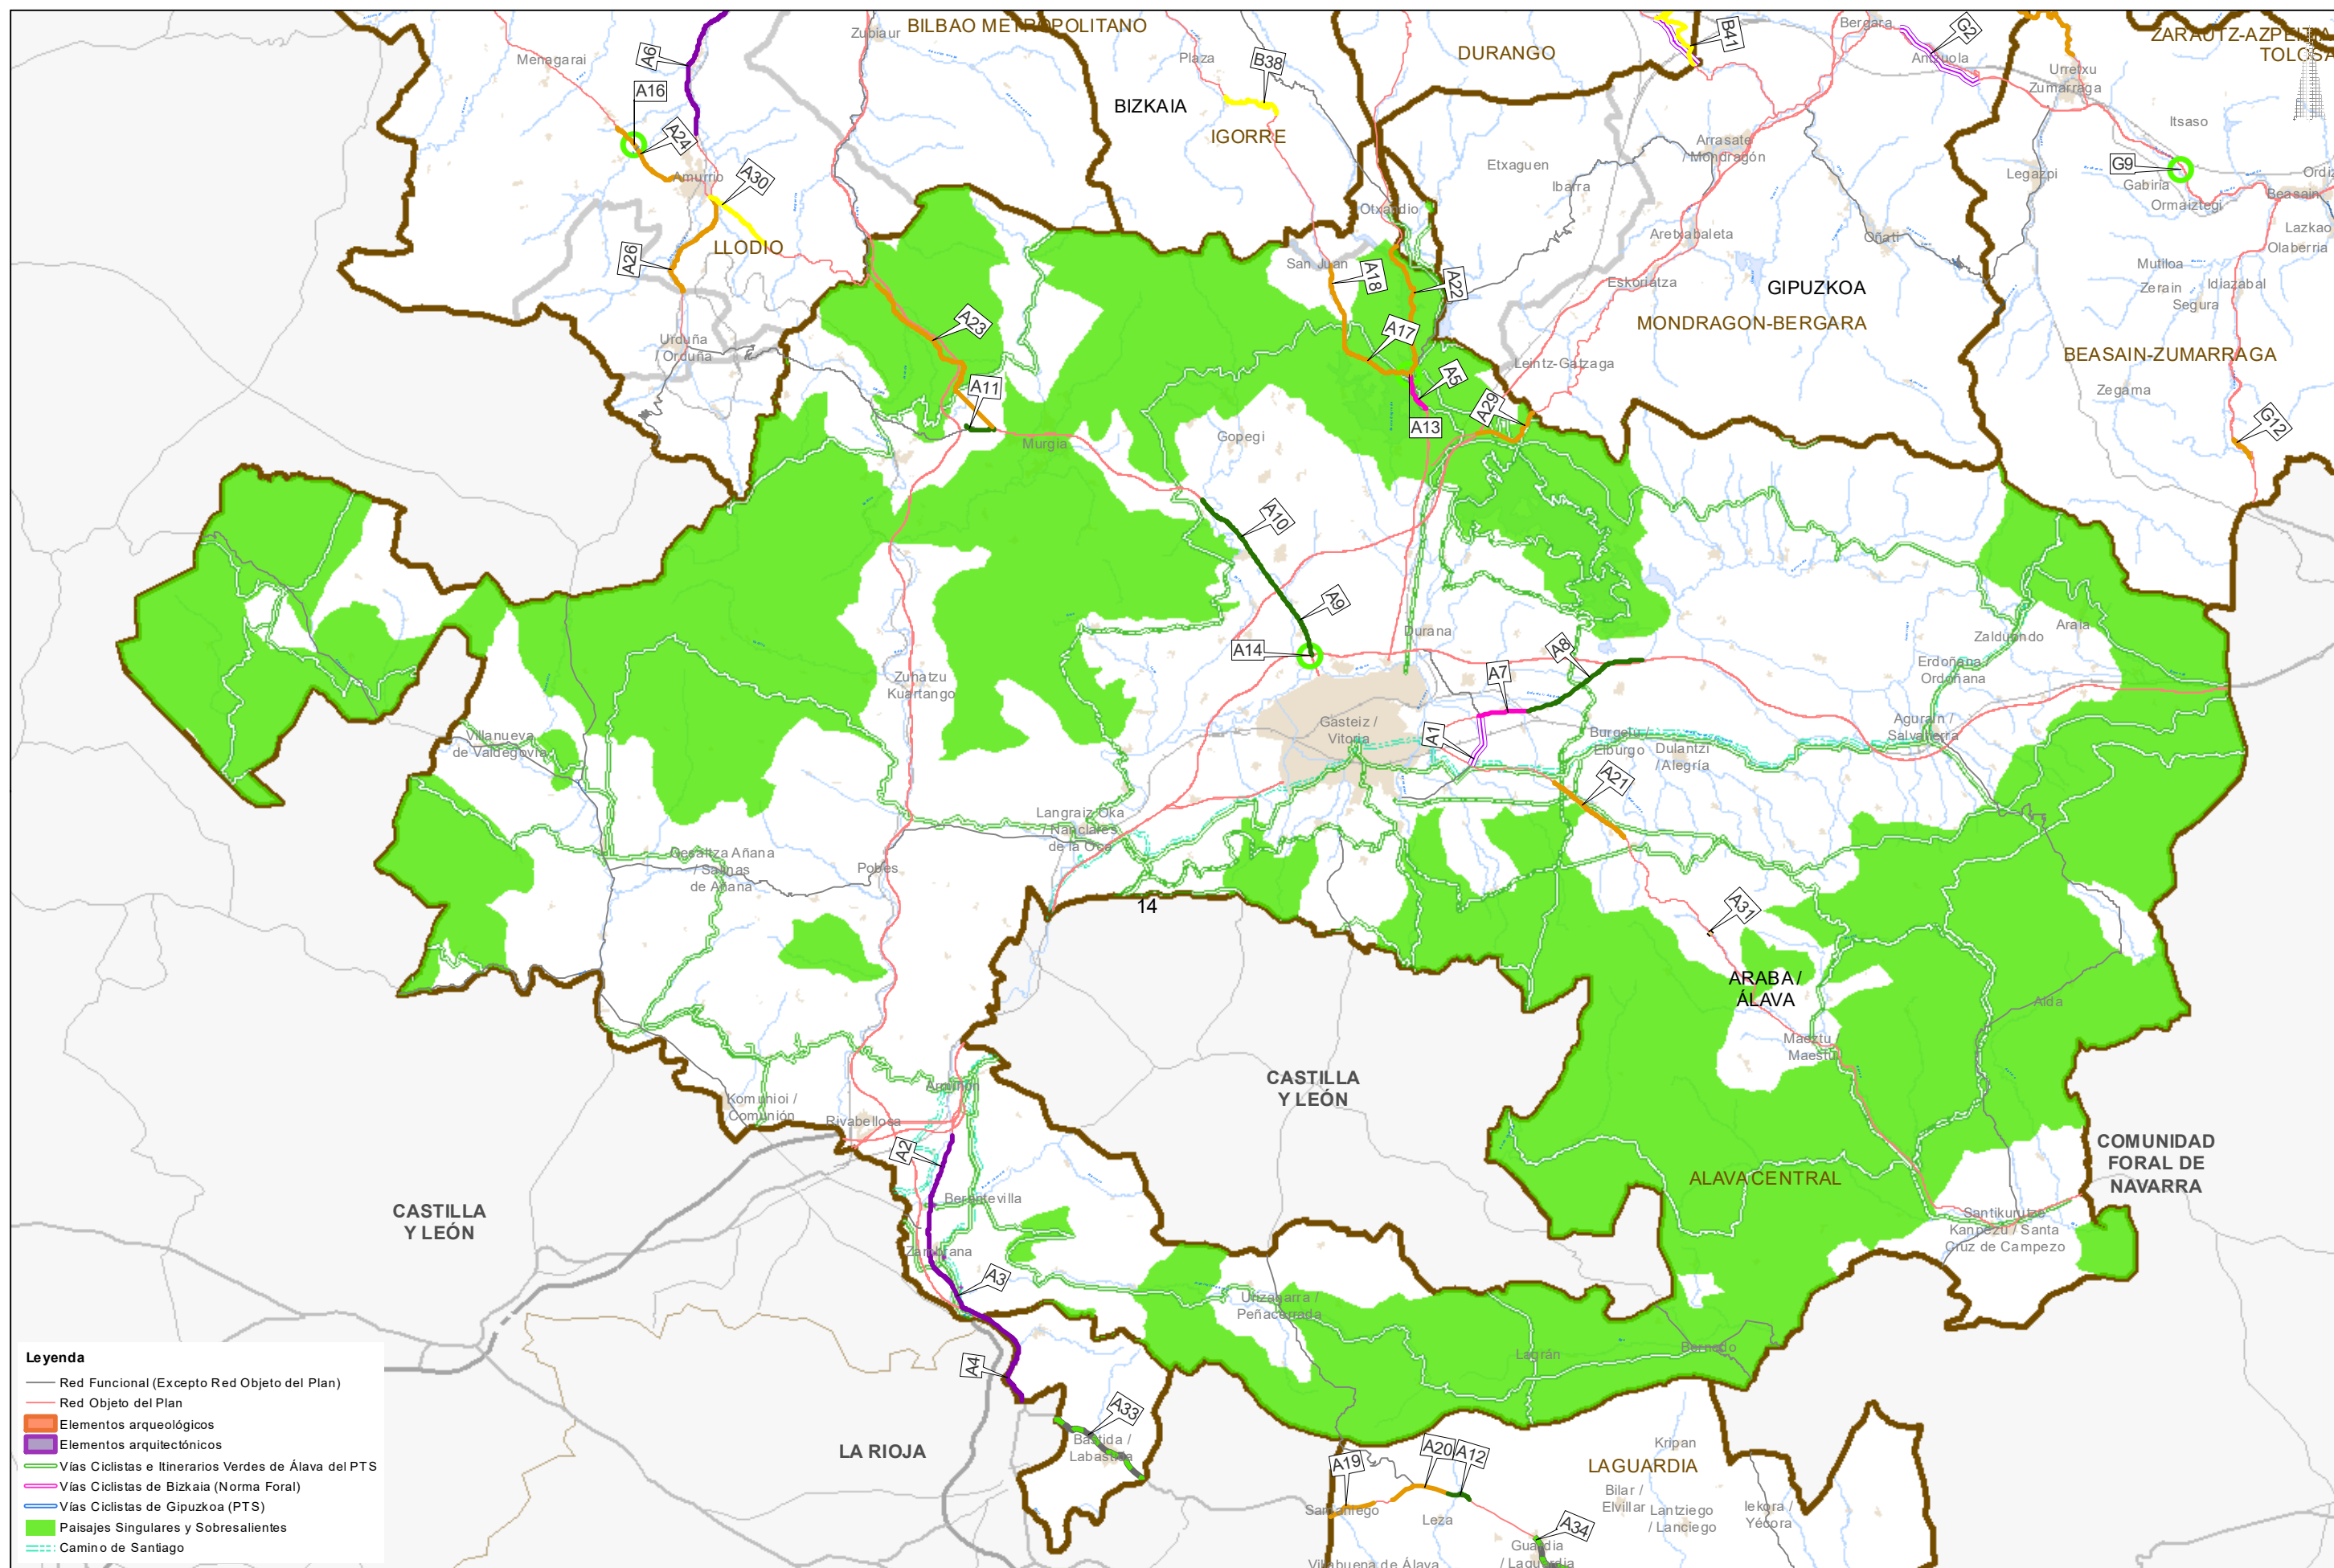 BILBAO METROPOLITANO
Zubiaur
Menagarai
A6
A16
A24
Amurrio
A30
LLODIO
A26
Urduña
/ Orduña
Plaza
B38
BIZKAIA
IGORRE
DURANGO
B41
Bergara
G2
Antzuola
ZARAUTZ-AZPEITIA
TOLOSA
Urretxu
Zumarraga
Itsaso
Arrasate
/ Mondragón
Etxaguen
Ibarra
Legazpi
G9
Gabiria
Ormaiztegi
Beasain
Lazkao
Olaberria
Otxandio
Aretxabaleta
Oñati
San Juan
A18
A22
Eskoriatza
GIPUZKOA
Mutiloa
Zerain
Idiazabal
Segura
MONDRAGON-BERGARA
A23
A17
A5
Leintz-Gatzaga
BEASAIN-ZUMARRAGA
Zegama
A11
A29
A13
G12
Murgia
Gopegi
A10
A9
A14
Durana
A8
A7
A1
Zuhatzu
Kuartango
Gasteiz /
Vitoria
Zalduondo
Araia
Erdoñana /
Ordoñana
Agurain /
Salvatierra
Burgelu /
Elburgo
Dulantzi
/ Alegría
A21
Villanueva
de Valdegovía
Langraiz Oka
/ Nanclares
de la Oca
Gesaltza Añana
/ Salinas
de Añana
Pobes
14
A31
ARABA /
ÁLAVA
Alda
Maeztu /
Maestu
CASTILLA
Y LEÓN
Komunioi /
Comunión
Armiñon
Rivabellosa
A2
Berantevilla
Zambrana
A3
A4
A33
Bastida /
Labastida
CASTILLA
Y LEÓN
LA RIOJA
ALAVA CENTRAL
COMUNIDAD
FORAL DE
NAVARRA
Santikurutze
Kanpezu / Santa
Cruz de Campezo
Urizaharra /
Peñacerrada
Lagrán
Bernedo
A19
A20
A12
Samaniego
Leza
Kripan
LAGUARDIA
Bilar /
Elvillar
Lantziego
/ Lanciego
Iekora /
Yécora
A34
Guardia
/ Laguardia
Villabuena de Álava
Leyenda
Red Funcional (Excepto Red Objeto del Plan)
Red Objeto del Plan
Elementos arqueológicos
Elementos arquitectónicos
Vías Ciclistas e Itinerarios Verdes de Álava del PTS
Vías Ciclistas de Bizkaia (Norma Foral)
Vías Ciclistas de Gipuzkoa (PTS)
Paisajes Singulares y Sobresalientes
Camino de Santiago